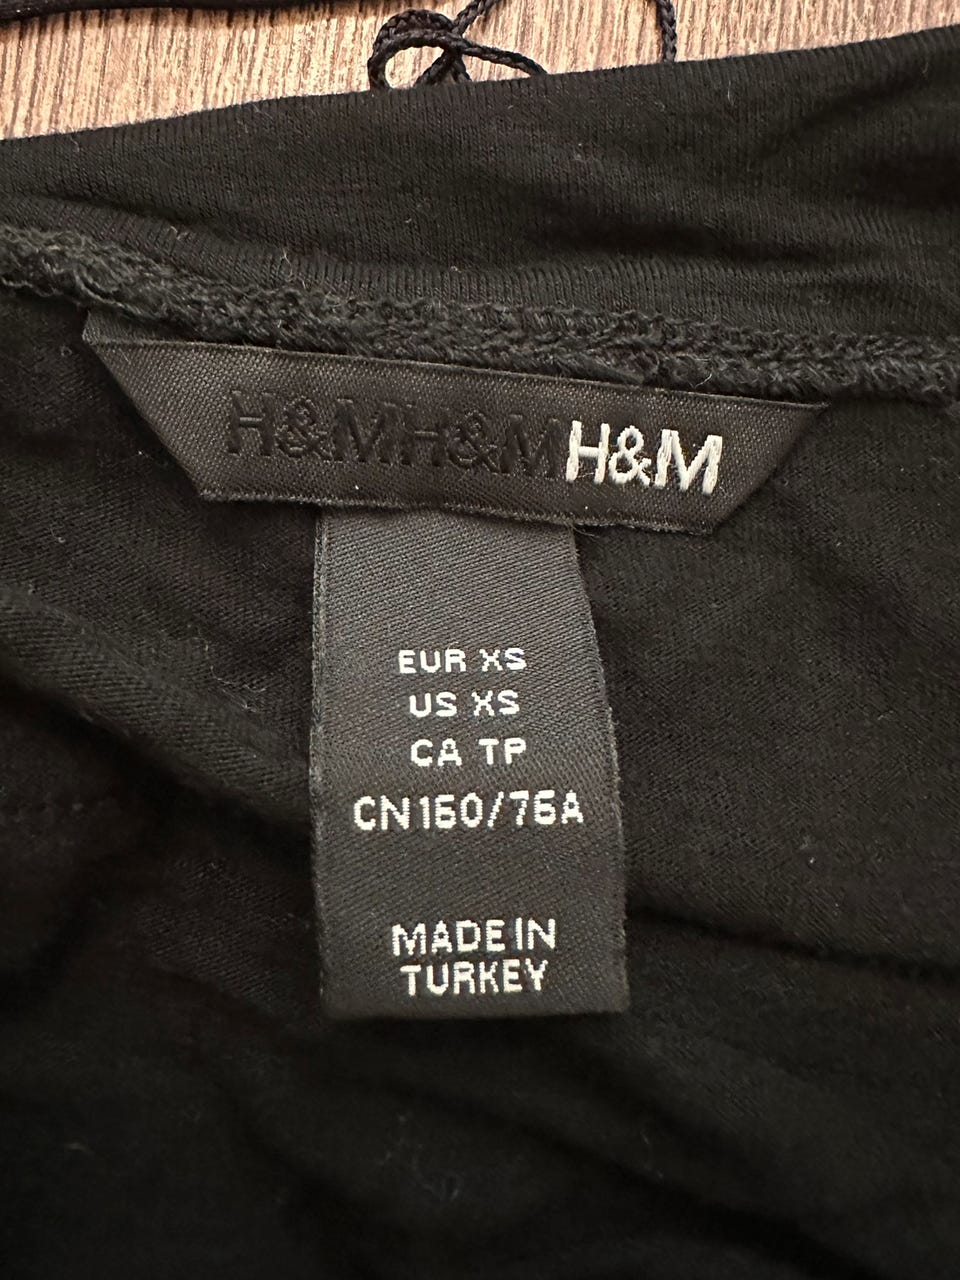 H&MH&MH&M
EUR XS
US XS
CA TP
CN160/76A
MADE IN
TURKEY